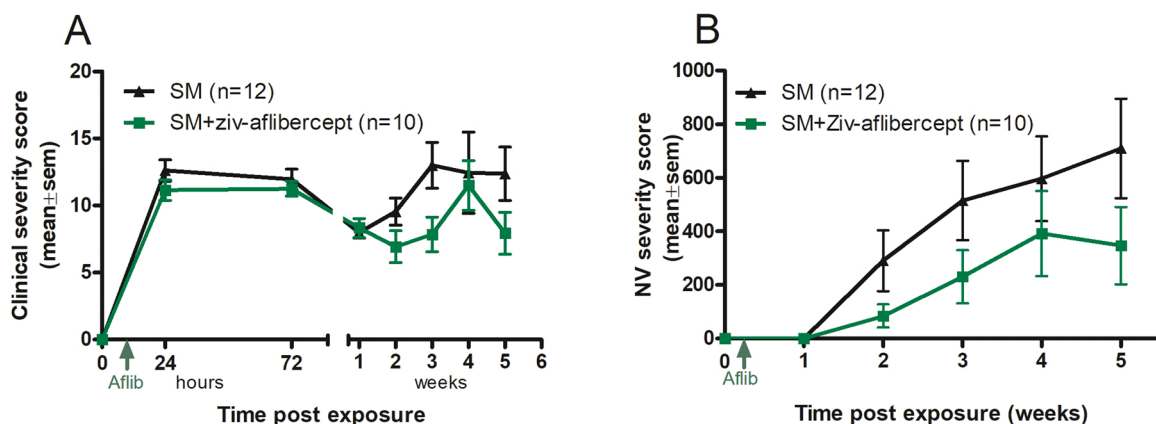 A
Clinical severity score
(mean±sem)
20
15
10
5
0
SM (n=12)
SM+ziv-aflibercept (n=10)
0
24
72
1
2
3
4
5
6
Aflib
hours
weeks
Time post exposure
B
NV severity score
(mean±sem)
1000
800
600
400
200
0
SM (n=12)
SM+Ziv-aflibercept (n=10)
0
1
2
3
4
5
Aflib
Time post exposure (weeks)